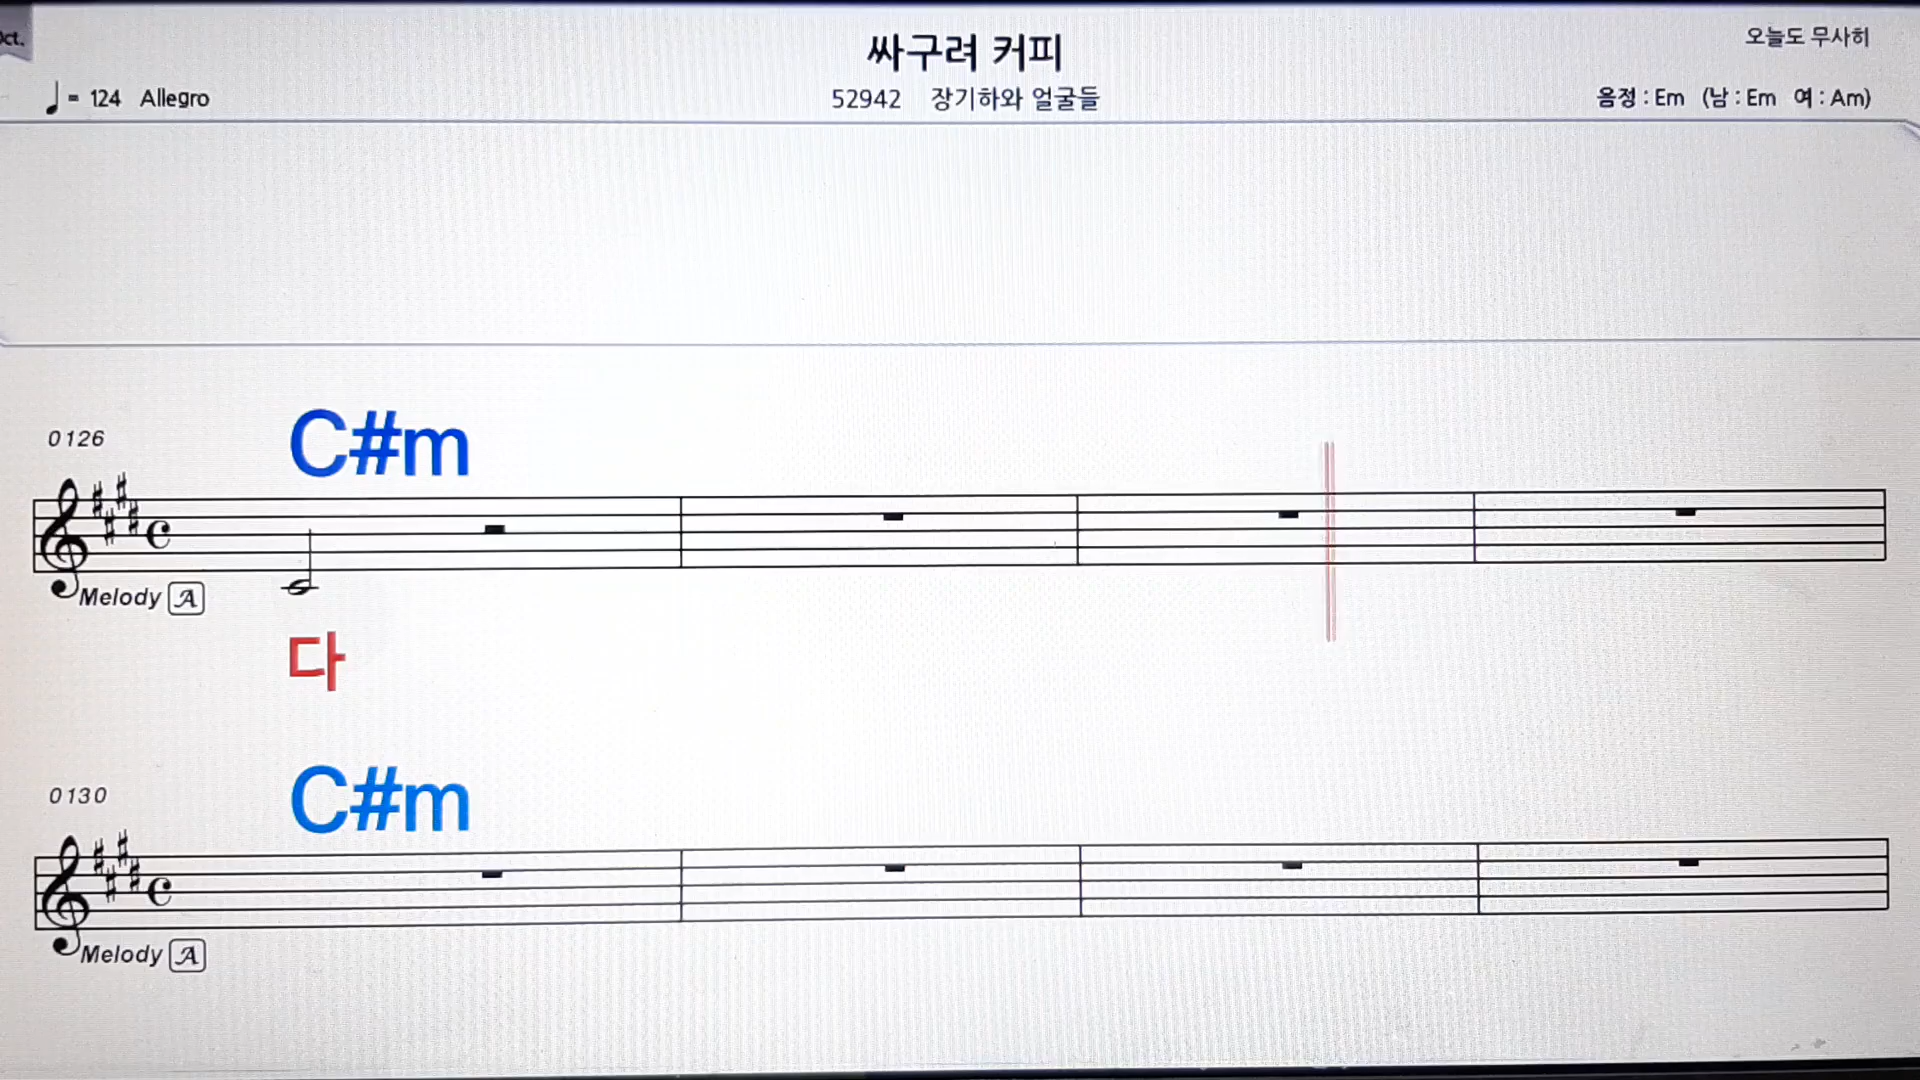 싸구려 커피
오늘도 무사히
= 124 Allegro
52942 장기하와 얼굴들
음정 : Em (남 : Em 여 : Am)
0126
C#m
Melody A
다
0130
C#m
Melody A